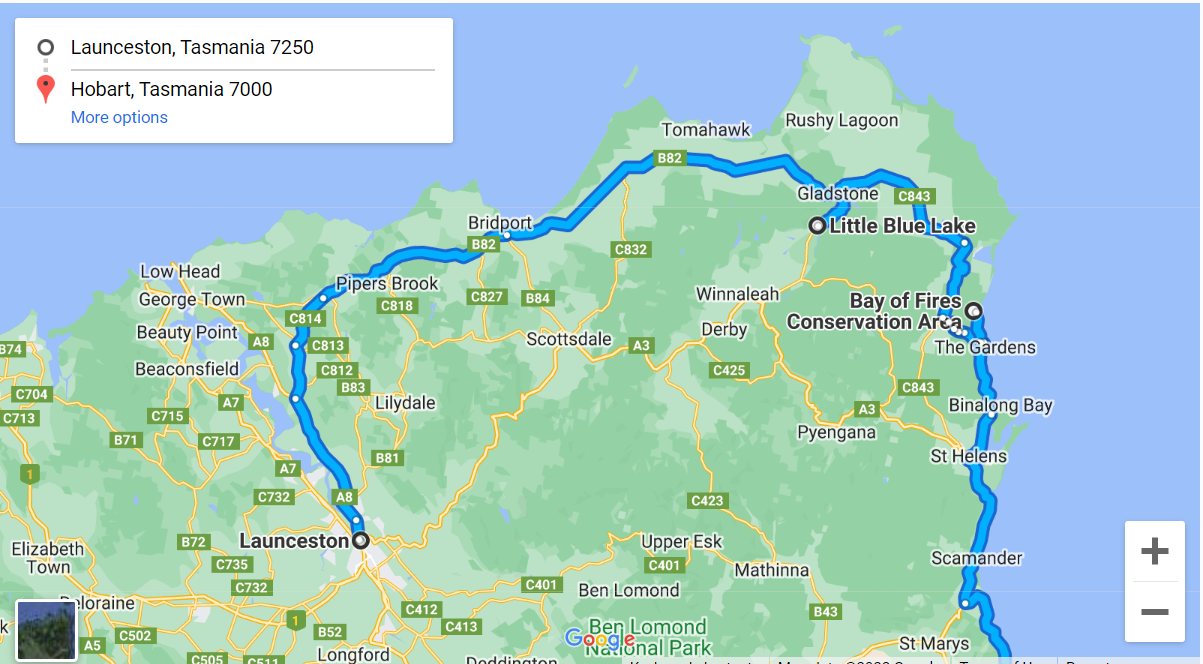 Launceston, Tasmania 7250
Hobart, Tasmania 7000
More options
Tomahawk
Rushy Lagoon
B82
Gladstone
C843
Bridport
Little Blue Lake
B82
C832
Low Head
Pipers Brook
George Town
C818
C827
B84
Winnaleah
Bay of Fires
Conservation Area
C814
Beauty Point
A8
C813
Scottsdale
A3
Derby
The Gardens
B74
Beaconsfield
C812
B83
C425
C843
C704
A7
Lilydale
Binalong Bay
C713
C715
A3
B71
C717
Pyengana
B81
St Helens
1
A7
C732
A8
C423
B72
Launceston
Upper Esk
Elizabeth
Town
C735
C401
Mathinna
Scamander
C732
C401
Ben Lomond
Deloraine
C412
B43
1
C413
Ben Lomond
National Park
Google
C502
B52
A5
St Marys
C505
C511
Longford
Deddington